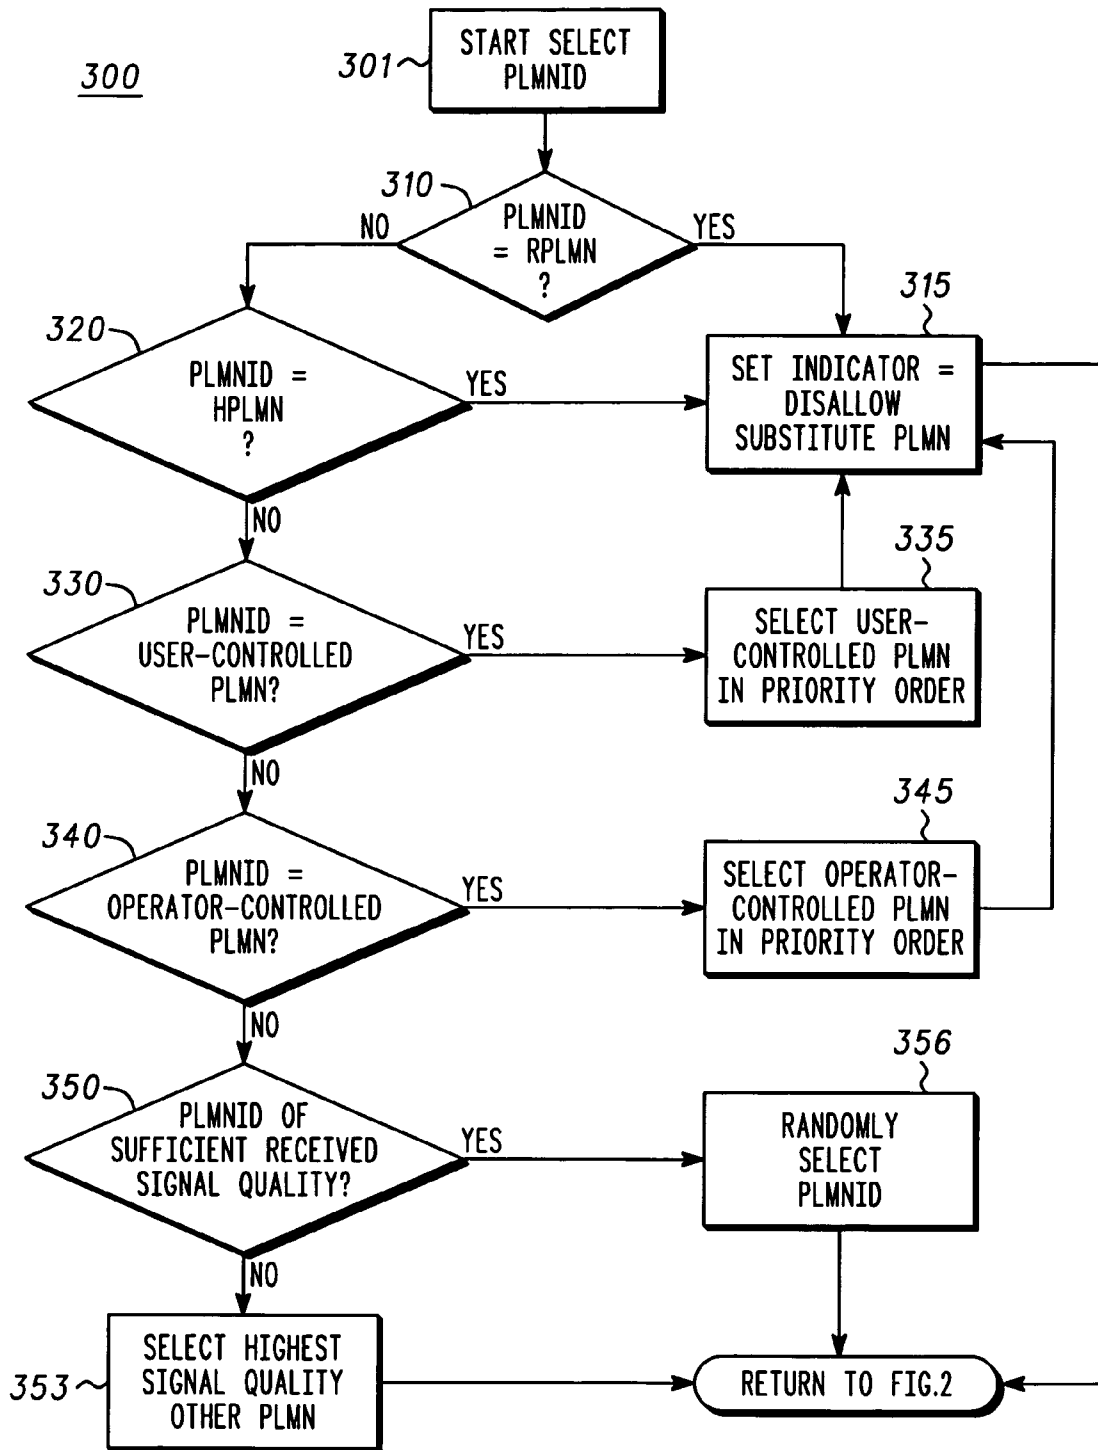 300
301
START SELECT
PLMNID
310
PLMNID
= RPLMN
?
NO
YES
315
SET INDICATOR =
DISALLOW
SUBSTITUTE PLMN
320
PLMNID =
HPLMN
?
YES
NO
330
PLMNID =
USER-CONTROLLED
PLMN?
YES
335
SELECT USER-
CONTROLLED PLMN
IN PRIORITY ORDER
NO
340
PLMNID =
OPERATOR-CONTROLLED
PLMN?
YES
345
SELECT OPERATOR-
CONTROLLED PLMN
IN PRIORITY ORDER
NO
350
PLMNID OF
SUFFICIENT RECEIVED
SIGNAL QUALITY?
YES
356
RANDOMLY
SELECT
PLMNID
NO
353
SELECT HIGHEST
SIGNAL QUALITY
OTHER PLMN
RETURN TO FIG.2